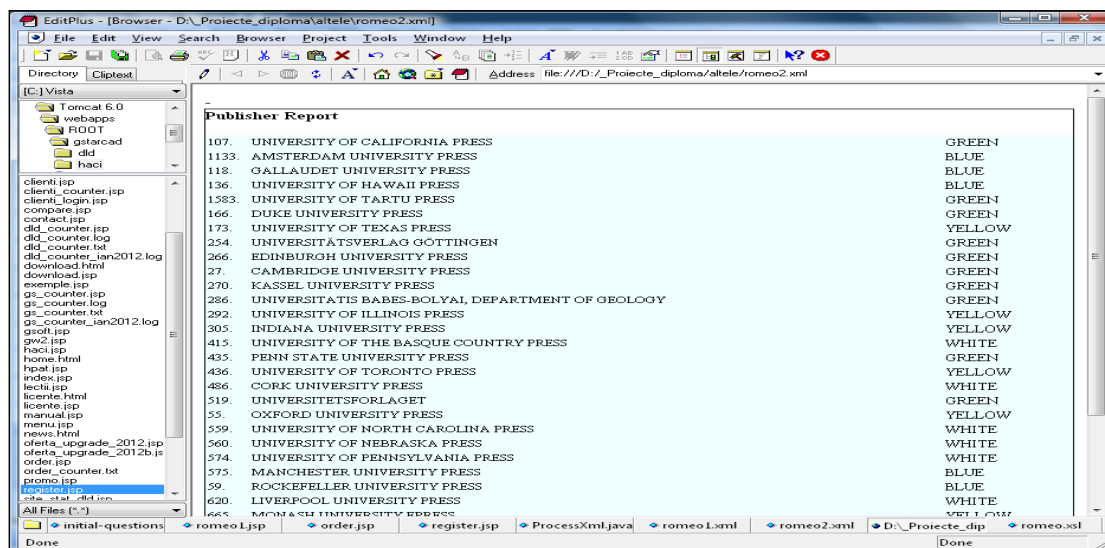 EditPlus - [Browser - D:\_Proiecte_diploma\altele\romeo2.xml]
File Edit View Search Browser Project Tools Window Help
Directory Cliptext
Address file:///D:/_Proiecte_diploma/altele/romeo2.xml
[C:] Vista
Tomcat 6.0
webapps
ROOT
gstarcad
dld
haci
clienti.jsp
clienti_counter.jsp
clienti_login.jsp
compare.jsp
contact.jsp
dld_counter.jsp
dld_counter.log
dld_counter.txt
dld_counter_ian2012.log
download.html
download.jsp
exemple.jsp
gs_counter.jsp
gs_counter.log
gs_counter.txt
gs_counter_ian2012.log
gsoft.jsp
gw2.jsp
haci.jsp
home.html
hpat.jsp
index.jsp
lectii.jsp
licente.html
licente.jsp
manual.jsp
menu.jsp
news.html
oferta_upgrade_2012.jsp
oferta_upgrade_2012b.js
order.jsp
order_counter.txt
promo.jsp
register.jsp
site_stat_dld.jsp
All Files (*.*)
-
Publisher Report
107. UNIVERSITY OF CALIFORNIA PRESS GREEN
1133. AMSTERDAM UNIVERSITY PRESS BLUE
118. GALLAUDET UNIVERSITY PRESS BLUE
136. UNIVERSITY OF HAWAII PRESS BLUE
1583. UNIVERSITY OF TARTU PRESS GREEN
166. DUKE UNIVERSITY PRESS GREEN
173. UNIVERSITY OF TEXAS PRESS YELLOW
254. UNIVERSITÄTSVERLAG GÖTTINGEN GREEN
266. EDINBURGH UNIVERSITY PRESS GREEN
27. CAMBRIDGE UNIVERSITY PRESS GREEN
270. KASSEL UNIVERSITY PRESS GREEN
286. UNIVERSITATIS BABES-BOLYAI, DEPARTMENT OF GEOLOGY GREEN
292. UNIVERSITY OF ILLINOIS PRESS YELLOW
305. INDIANA UNIVERSITY PRESS YELLOW
415. UNIVERSITY OF THE BASQUE COUNTRY PRESS WHITE
435. PENN STATE UNIVERSITY PRESS GREEN
436. UNIVERSITY OF TORONTO PRESS YELLOW
486. CORK UNIVERSITY PRESS WHITE
519. UNIVERSITETSFORLAGET GREEN
55. OXFORD UNIVERSITY PRESS YELLOW
559. UNIVERSITY OF NORTH CAROLINA PRESS WHITE
560. UNIVERSITY OF NEBRASKA PRESS WHITE
574. UNIVERSITY OF PENNSYLVANIA PRESS WHITE
575. MANCHESTER UNIVERSITY PRESS BLUE
59. ROCKEFELLER UNIVERSITY PRESS BLUE
620. LIVERPOOL UNIVERSITY PRESS WHITE
665. MONASH UNIVERSITY EPRESS YELLOW
initial-questions romeo1.jsp order.jsp register.jsp ProcessXml.java romeo1.xml romeo2.xml D:\_Proiecte_dip romeo.xsl
Done Done